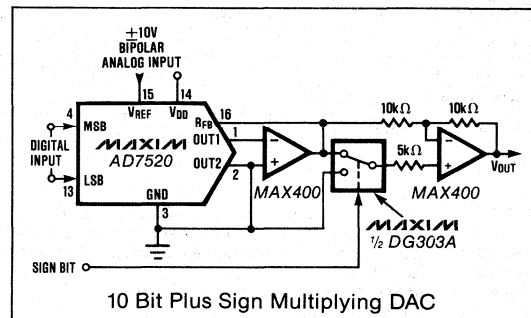 ±10V
BIPOLAR
ANALOG INPUT
15
14
VREF
VDD
4
MSB
RFB
16
10kΩ
10kΩ
OUT1
1
DIGITAL
INPUT
MAXIM
AD7520
OUT2
2
−
+
MAX400
5kΩ
−
+
MAX400
VOUT
13
LSB
GND
3
MAXIM
½ DG303A
SIGN BIT
10 Bit Plus Sign Multiplying DAC